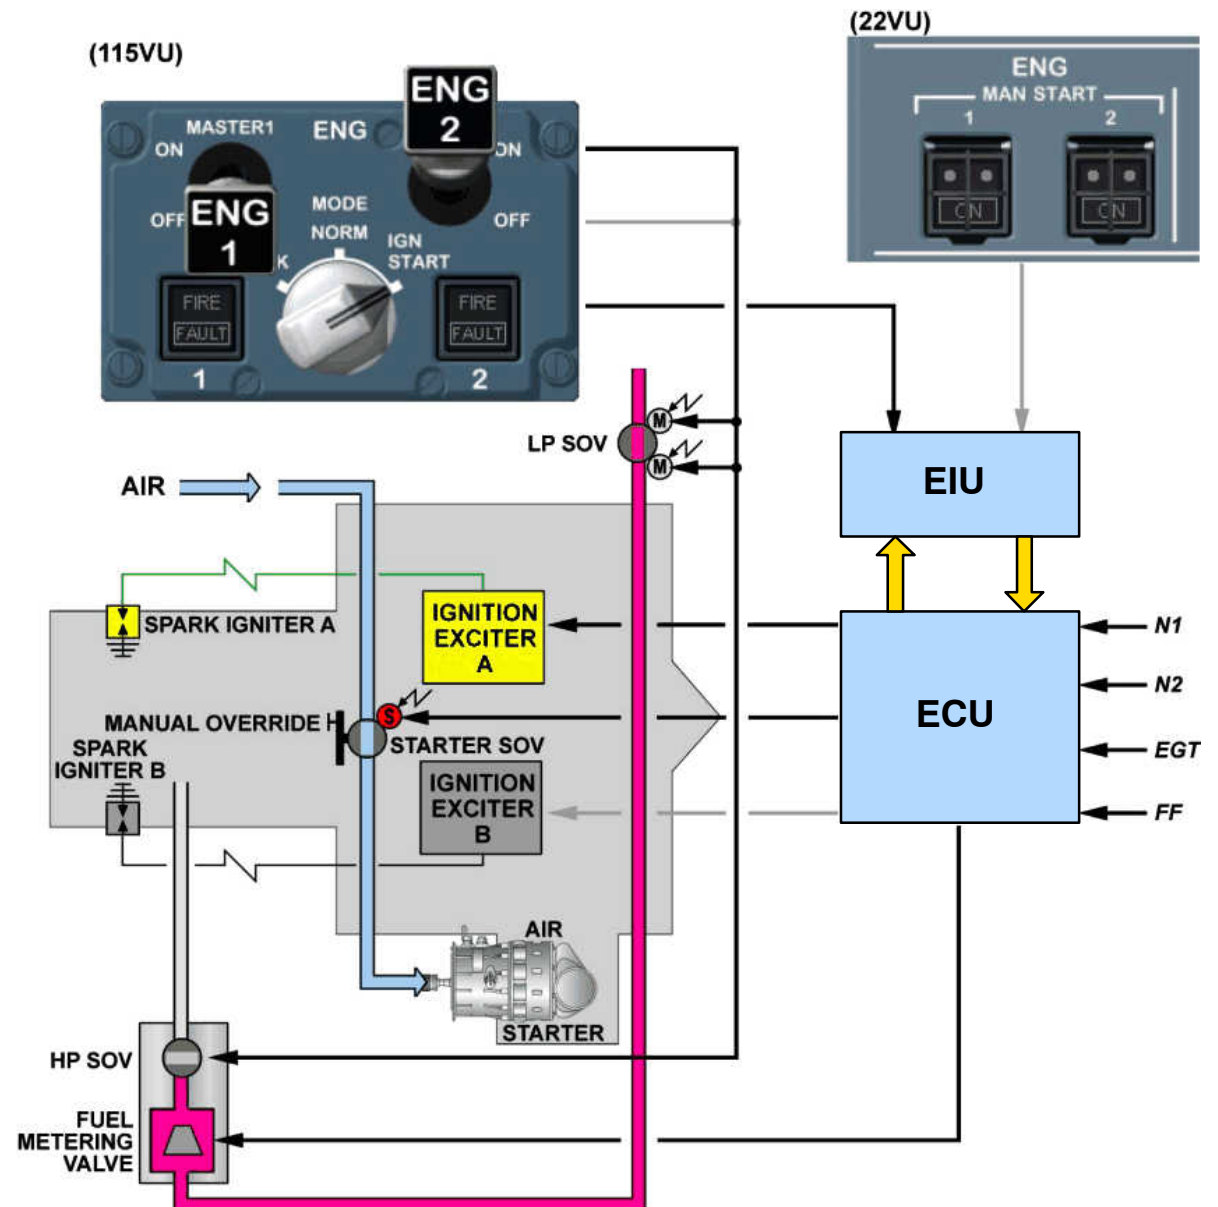 (115VU)
(22VU)
ENG
MAN START
1
2
ON
ON
MASTER1
ENG
ENG
2
ON
ON
OFF
OFF
ENG
1
MODE
NORM
K
IGN
START
FIRE
FAULT
FIRE
FAULT
1
2
LP SOV
M
M
AIR
EIU
SPARK IGNITER A
IGNITION
EXCITER
A
N1
N2
ECU
EGT
FF
MANUAL OVERRIDE
S
STARTER SOV
SPARK
IGNITER B
IGNITION
EXCITER
B
AIR
STARTER
HP SOV
FUEL
METERING
VALVE